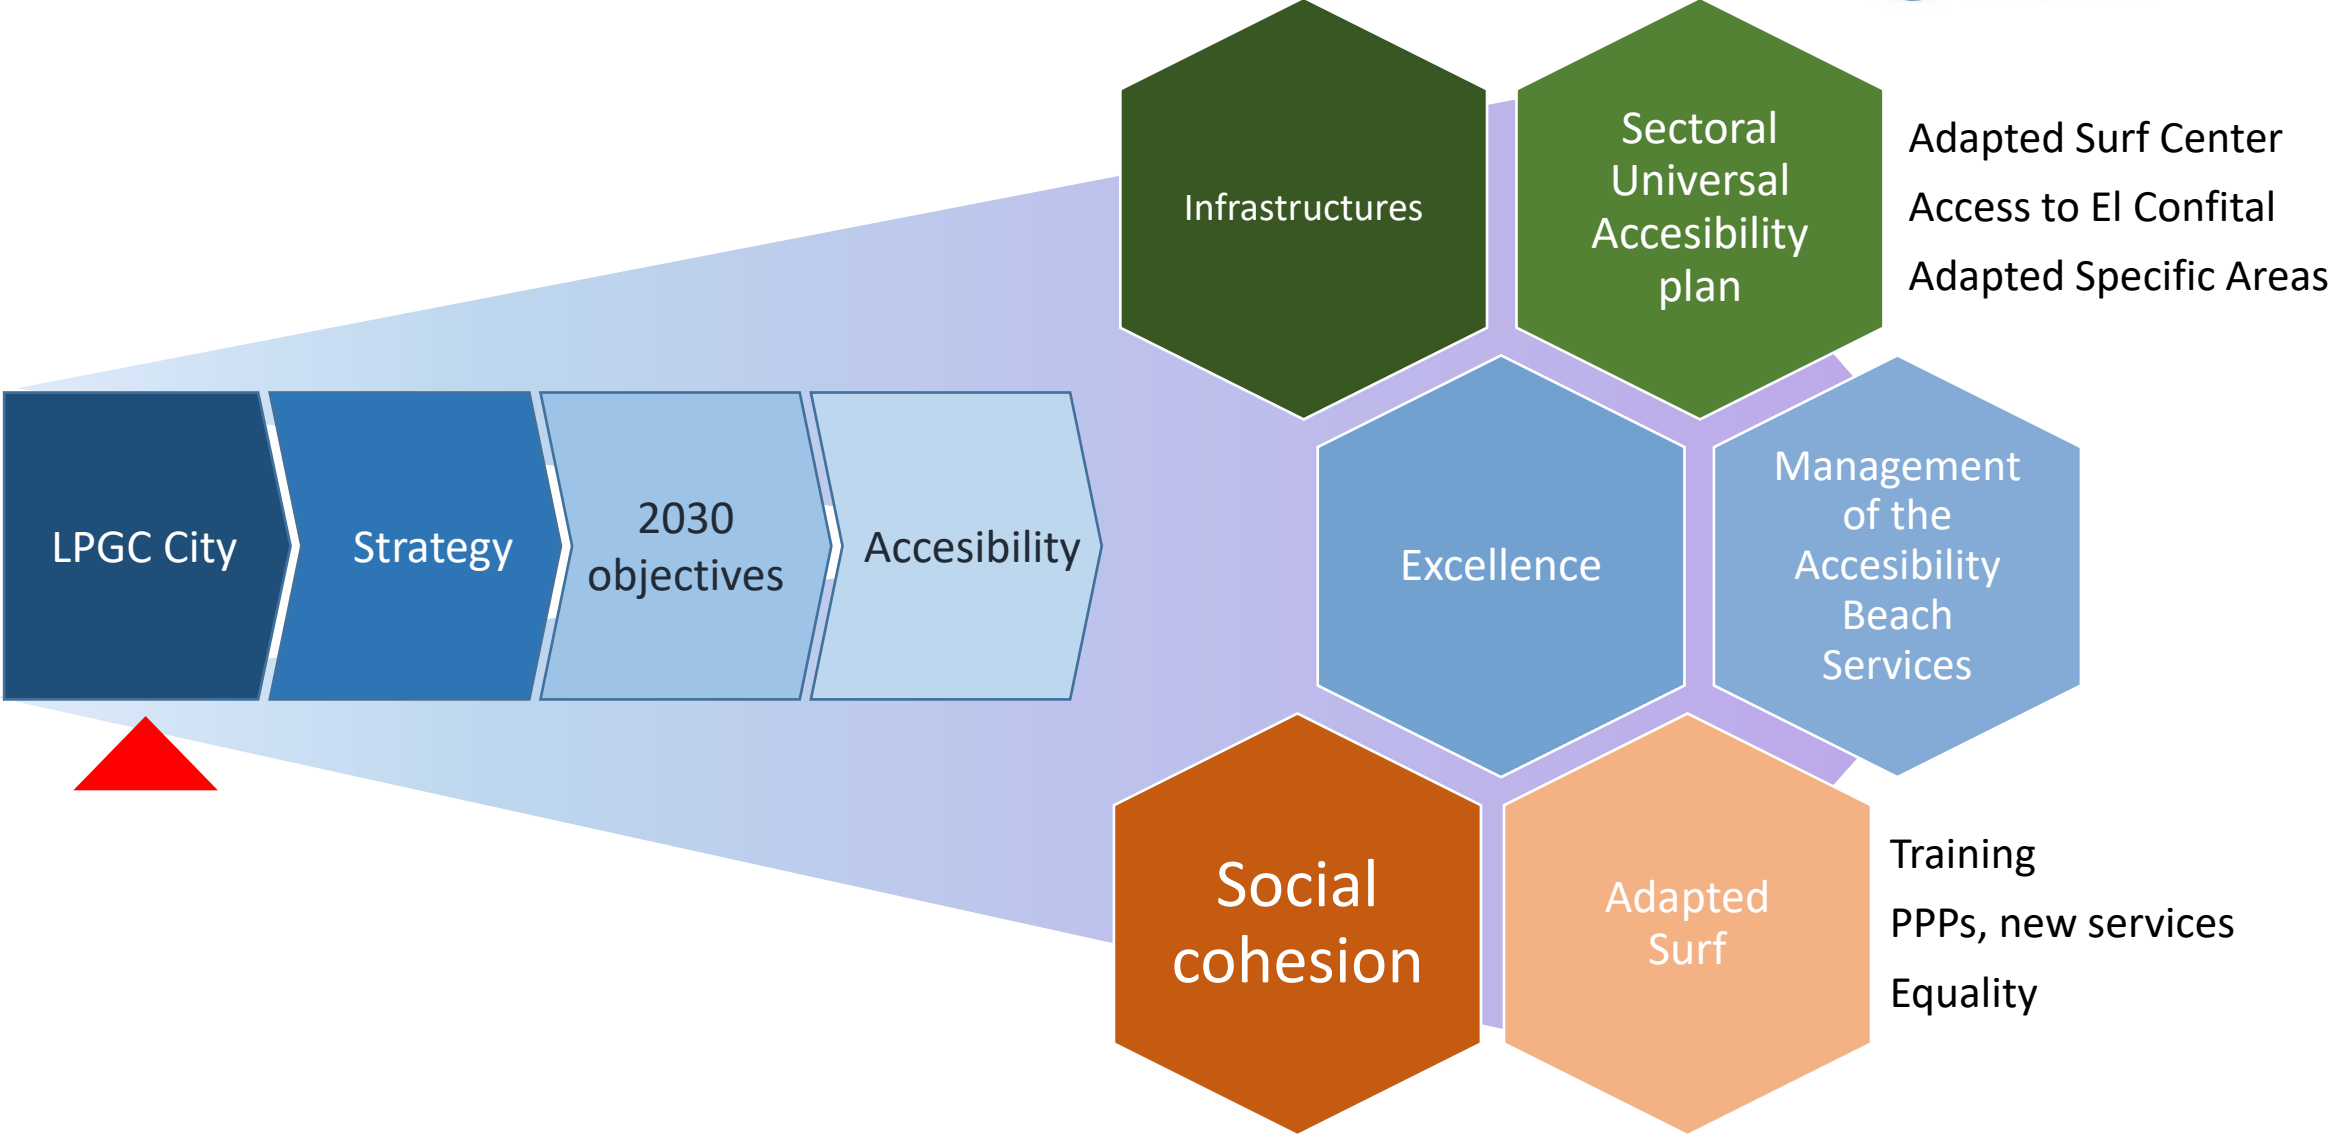 LPGC City
Strategy
2030
objectives
Accesibility
Infrastructures
Sectoral
Universal
Accesibility
plan
Adapted Surf Center
Access to El Confital
Adapted Specific Areas
Excellence
Management
of the
Accesibility
Beach
Services
Social
cohesion
Adapted
Surf
Training
PPPs, new services
Equality